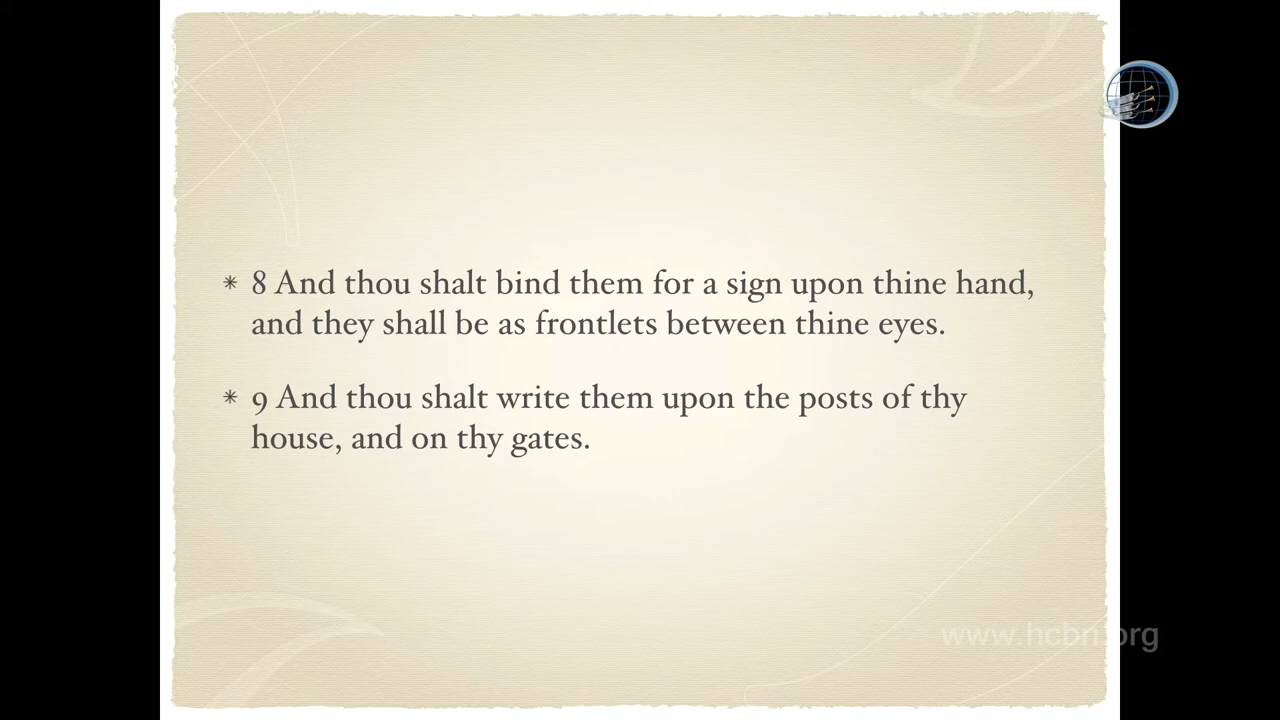 * 8 And thou shalt bind them for a sign upon thine hand,
and they shall be as frontlets between thine eyes.
* 9 And thou shalt write them upon the posts of thy
house, and on thy gates.
www.hcbn.org